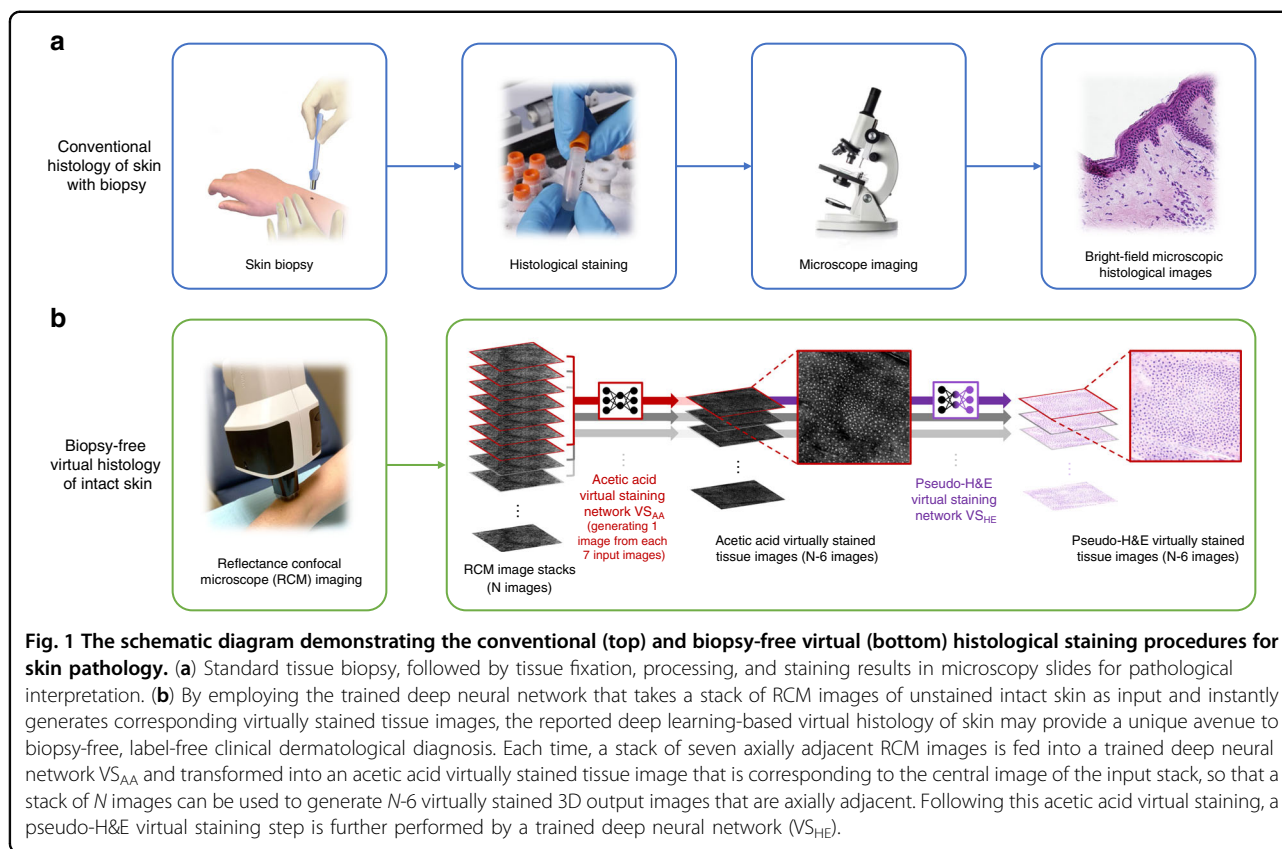 a
Conventional
histology of skin
with biopsy
Skin biopsy
Histological staining
Microscope imaging
Bright-field microscopic
histological images
b
Biopsy-free
virtual histology
of intact skin
Reflectance confocal
microscope (RCM) imaging
RCM image stacks
(N images)
Acetic acid
virtual staining
network VS_AA
(generating 1
image from each
7 input images)
Acetic acid virtually stained
tissue images (N-6 images)
Pseudo-H&E
virtual staining
network VS_HE
Pseudo-H&E virtually stained
tissue images (N-6 images)
Fig. 1 The schematic diagram demonstrating the conventional (top) and biopsy-free virtual (bottom) histological staining procedures for
skin pathology. (a) Standard tissue biopsy, followed by tissue fixation, processing, and staining results in microscopy slides for pathological
interpretation. (b) By employing the trained deep neural network that takes a stack of RCM images of unstained intact skin as input and instantly
generates corresponding virtually stained tissue images, the reported deep learning-based virtual histology of skin may provide a unique avenue to
biopsy-free, label-free clinical dermatological diagnosis. Each time, a stack of seven axially adjacent RCM images is fed into a trained deep neural
network VS_AA and transformed into an acetic acid virtually stained tissue image that is corresponding to the central image of the input stack, so that a
stack of N images can be used to generate N-6 virtually stained 3D output images that are axially adjacent. Following this acetic acid virtual staining, a
pseudo-H&E virtual staining step is further performed by a trained deep neural network (VS_HE).